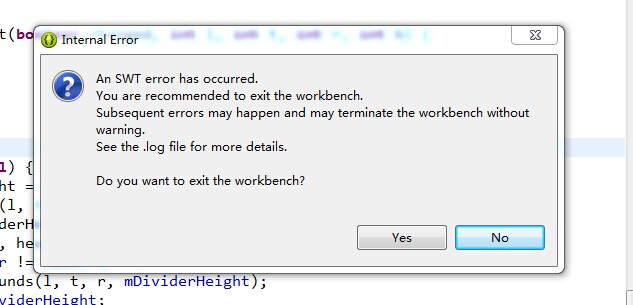 t(bo
Internal Error
An SWT error has occurred.
You are recommended to exit the workbench.
Subsequent errors may happen and may terminate the workbench without
warning.
See the .log file for more details.
Do you want to exit the workbench?
Yes
No
1) {
ht =
(l,
derH
, he
r !=
unds(l, t, r, mDividerHeight);
viderHeight;